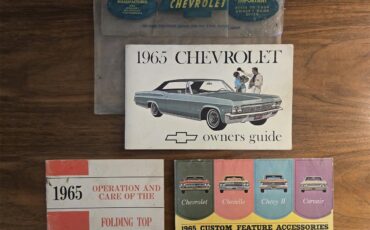 CHEVROLET
IMPORTANT
1965 CHEVROLET
owners guide
1965
OPERATION AND
CARE OF THE
FOLDING TOP
Chevrolet
Chevelle
Chevy II
Corvair
1965 CUSTOM FEATURE ACCESSORIES